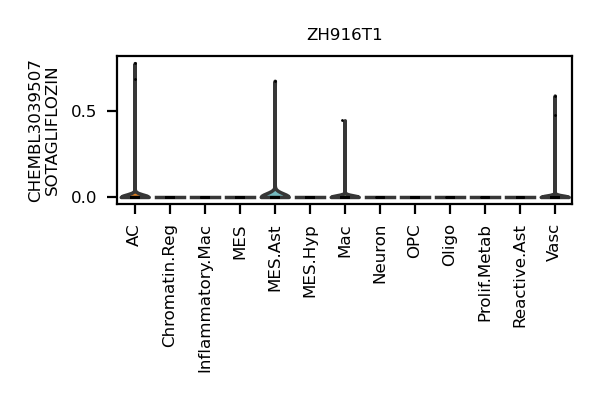 ZH916T1
CHEMBL3039507
SOTAGLIFLOZIN
0.5
0.0
AC
Chromatin.Reg
Inflammatory.Mac
MES
MES.Ast
MES.Hyp
Mac
Neuron
OPC
Oligo
Prolif.Metab
Reactive.Ast
Vasc